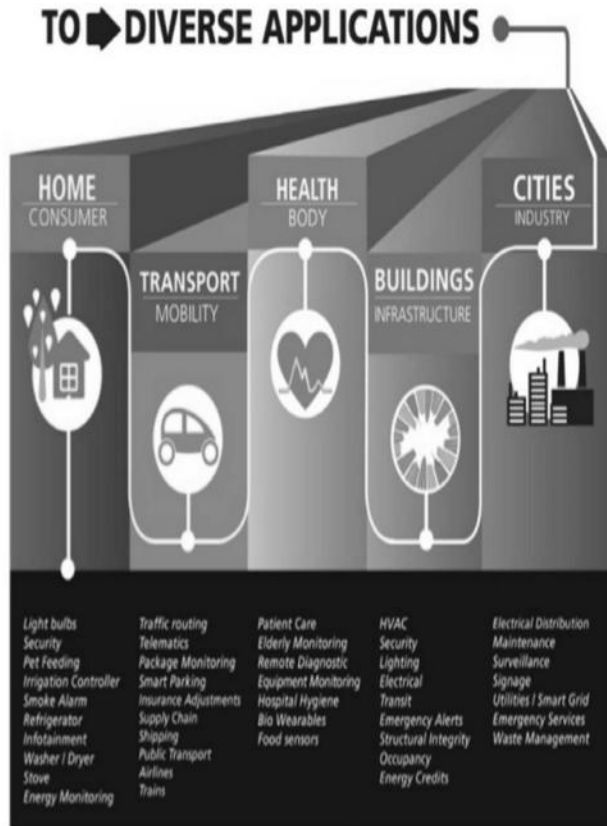 TO DIVERSE APPLICATIONS
HOME
CONSUMER
TRANSPORT
MOBILITY
HEALTH
BODY
BUILDINGS
INFRASTRUCTURE
CITIES
INDUSTRY
Light bulbs
Security
Pet Feeding
Irrigation Controller
Smoke Alarm
Refrigerator
Infotainment
Washer / Dryer
Stove
Energy Monitoring
Traffic routing
Telematics
Package Monitoring
Smart Parking
Insurance Adjustments
Supply Chain
Shipping
Public Transport
Airlines
Trains
Patient Care
Elderly Monitoring
Remote Diagnostic
Equipment Monitoring
Hospital Hygiene
Bio Wearables
Food sensors
HVAC
Security
Lighting
Electrical
Transit
Emergency Alerts
Structural Integrity
Occupancy
Energy Credits
Electrical Distribution
Maintenance
Surveillance
Signage
Utilities / Smart Grid
Emergency Services
Waste Management